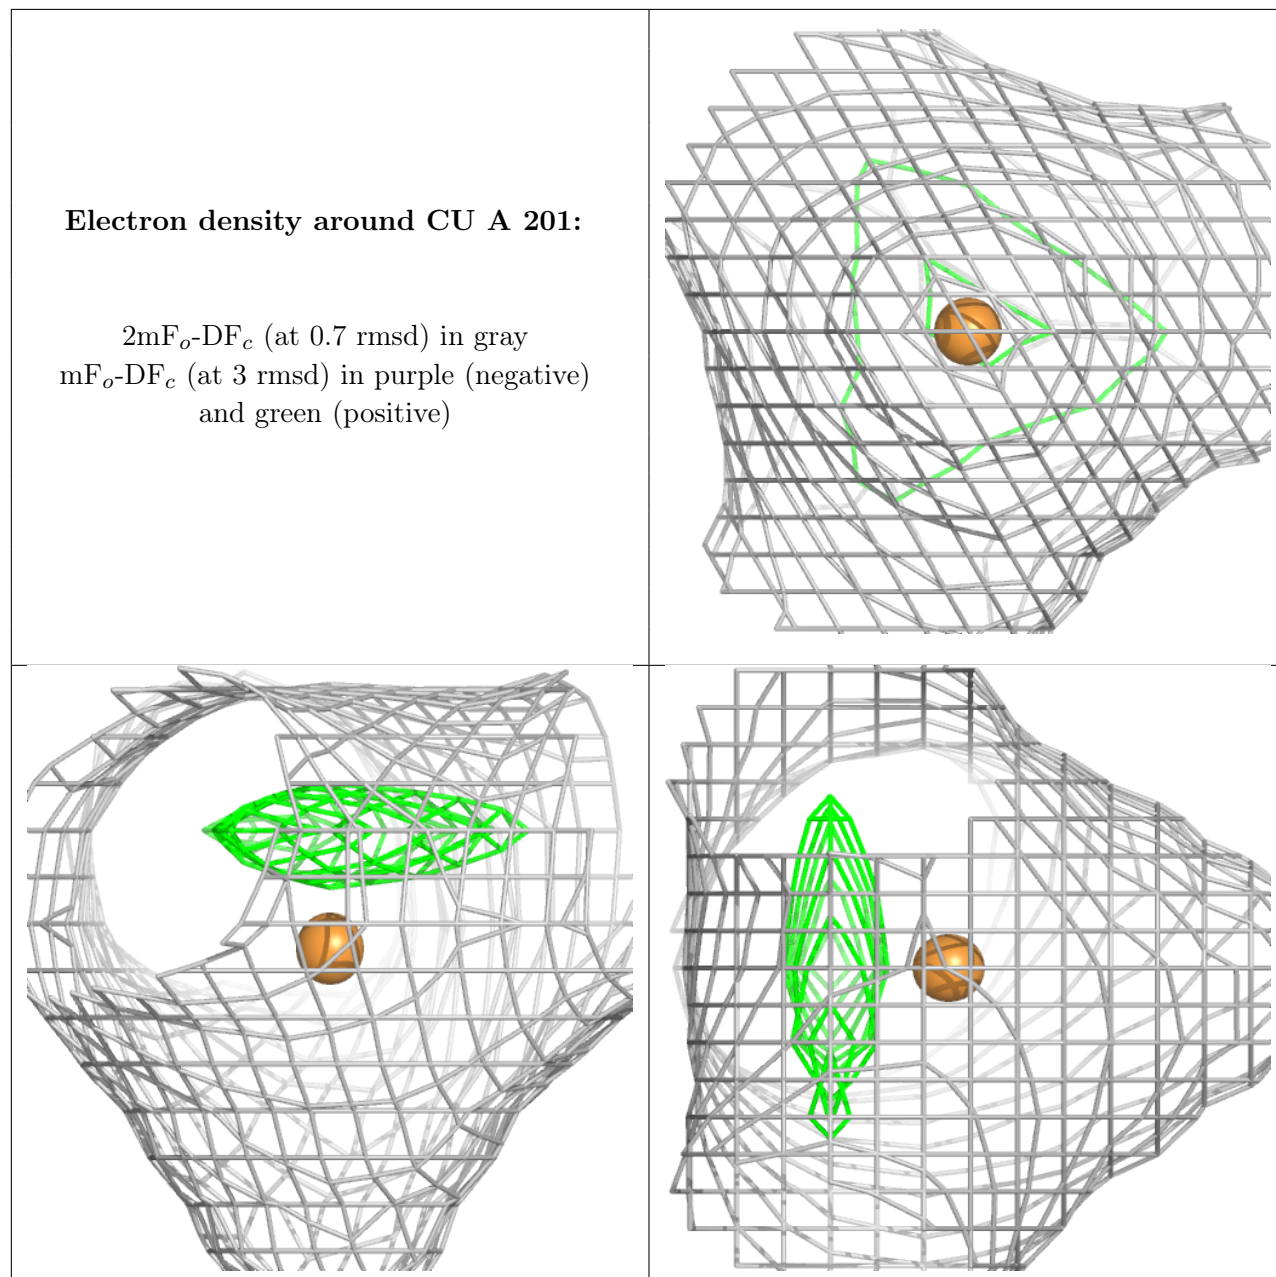 Electron density around CU A 201:
2mFo-DFc (at 0.7 rmsd) in gray
mFo-DFc (at 3 rmsd) in purple (negative)
and green (positive)